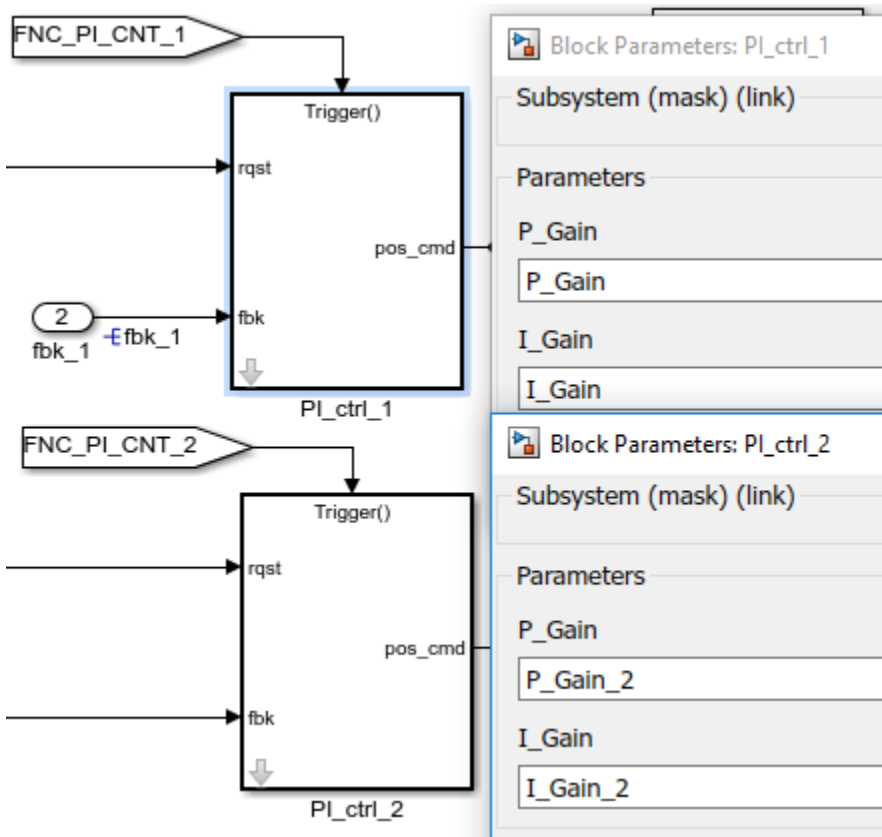 FNC_PI_CNT_1
Trigger()
rqst
pos_cmd
2
fbk
fbk_1
fbk_1
PI_ctrl_1
FNC_PI_CNT_2
Trigger()
rqst
pos_cmd
fbk
PI_ctrl_2
Block Parameters: PI_ctrl_1
Subsystem (mask) (link)
Parameters
P_Gain
P_Gain
I_Gain
I_Gain
Block Parameters: PI_ctrl_2
Subsystem (mask) (link)
Parameters
P_Gain
P_Gain_2
I_Gain
I_Gain_2